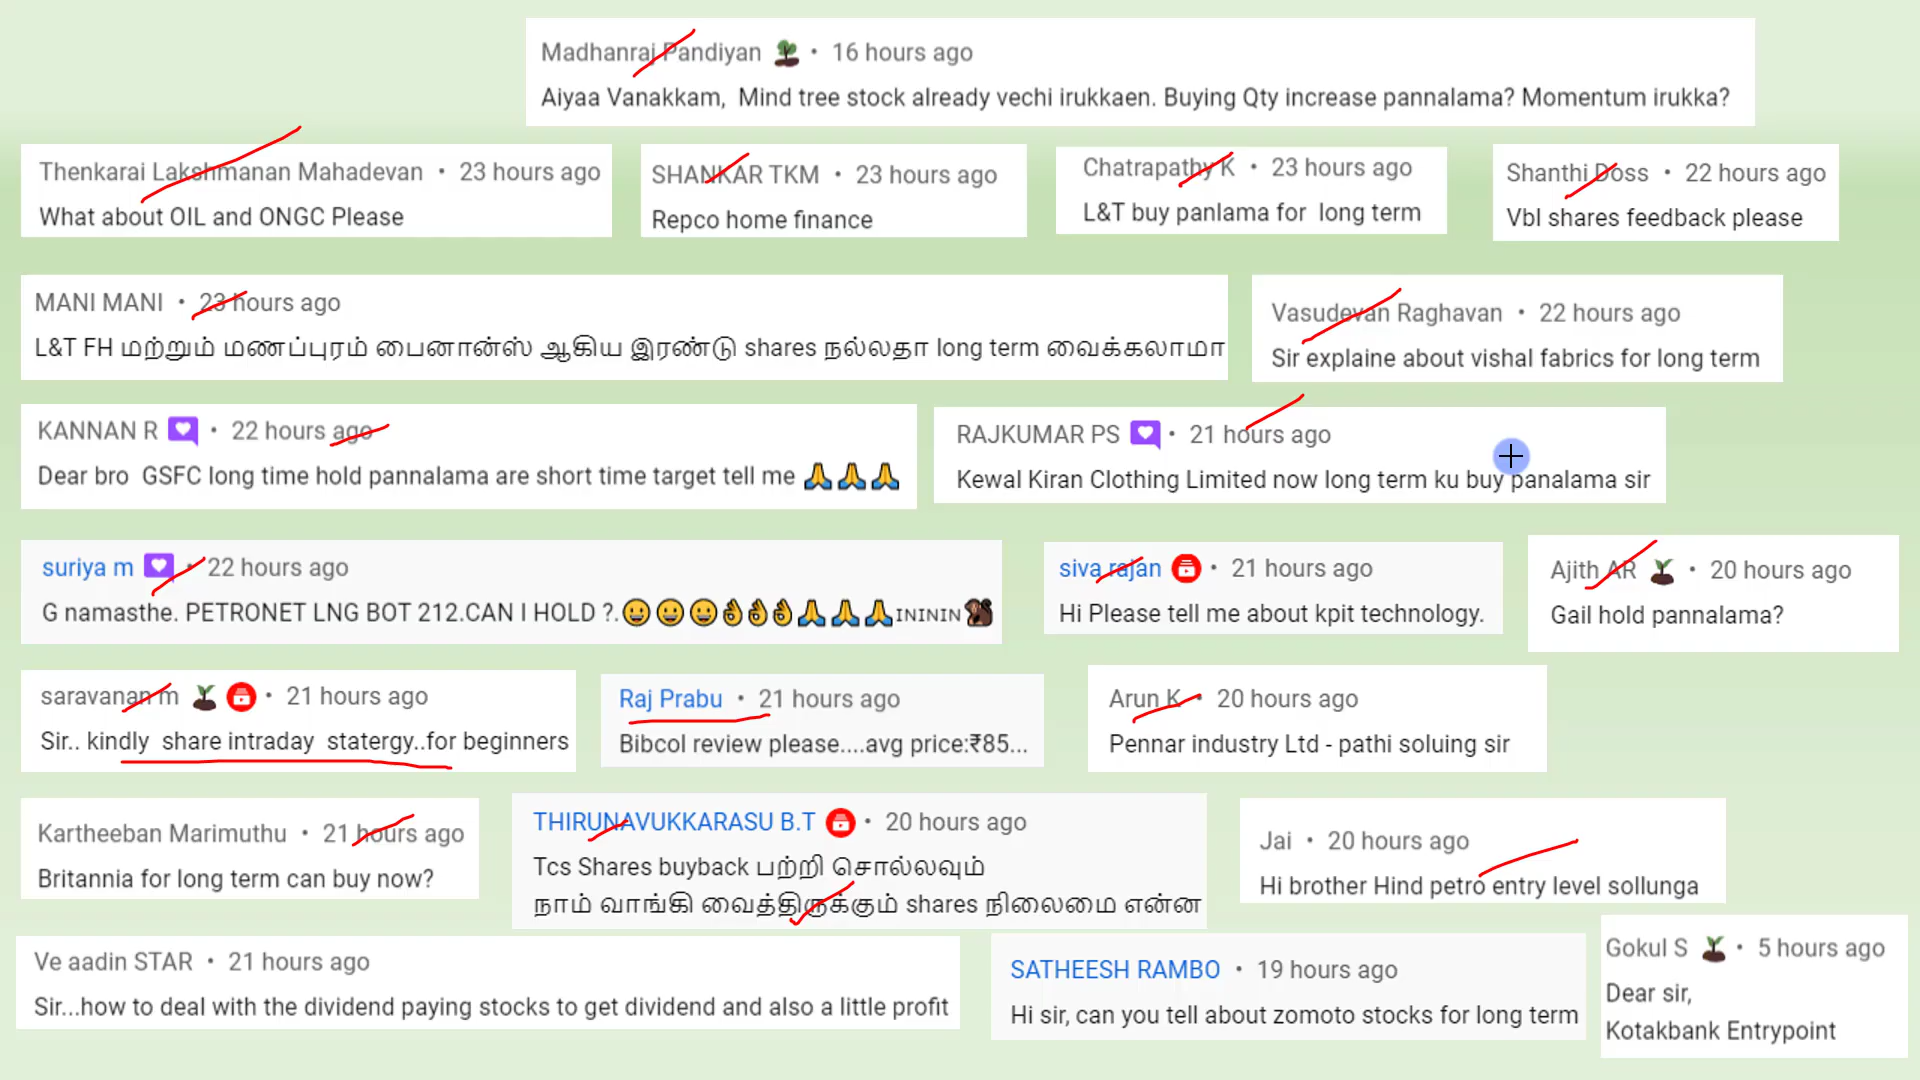 Madhanraj Pandiyan • 16 hours ago
Aiyaa Vanakkam, Mind tree stock already vechi irukkaen. Buying Qty increase pannalama? Momentum irukka?
Thenkarai Lakshmanan Mahadevan • 23 hours ago
What about OIL and ONGC Please
SHANKAR TKM • 23 hours ago
Repco home finance
Chatrapathy K • 23 hours ago
L&T buy panlama for long term
Shanthi Doss • 22 hours ago
Vbl shares feedback please
MANI MANI • 23 hours ago
L&T FH மற்றும் மணப்புரம் பைனான்ஸ் ஆகிய இரண்டு shares நல்லதா long term வைக்கலாமா
Vasudevan Raghavan • 22 hours ago
Sir explaine about vishal fabrics for long term
KANNAN R • 22 hours ago
Dear bro GSFC long time hold pannalama are short time target tell me 🙏🙏🙏
RAJKUMAR PS • 21 hours ago
Kewal Kiran Clothing Limited now long term ku buy panalama sir
suriya m • 22 hours ago
G namasthe. PETRONET LNG BOT 212.CAN I HOLD ?.😀😀😀👌👌👌🙏🙏🙏INININ🐿
siva rajan • 21 hours ago
Hi Please tell me about kpit technology.
Ajith AR • 20 hours ago
Gail hold pannalama?
saravanan m • 21 hours ago
Sir.. kindly share intraday statergy..for beginners
Raj Prabu • 21 hours ago
Bibcol review please....avg price:₹85...
Arun K • 20 hours ago
Pennar industry Ltd - pathi soluing sir
Kartheeban Marimuthu • 21 hours ago
Britannia for long term can buy now?
THIRUNAVUKKARASU B.T • 20 hours ago
Tcs Shares buyback பற்றி சொல்லவும்
நாம் வாங்கி வைத்திருக்கும் shares நிலைமை என்ன
Jai • 20 hours ago
Hi brother Hind petro entry level sollunga
Ve aadin STAR • 21 hours ago
Sir...how to deal with the dividend paying stocks to get dividend and also a little profit
SATHEESH RAMBO • 19 hours ago
Hi sir, can you tell about zomoto stocks for long term
Gokul S • 5 hours ago
Dear sir,
Kotakbank Entrypoint